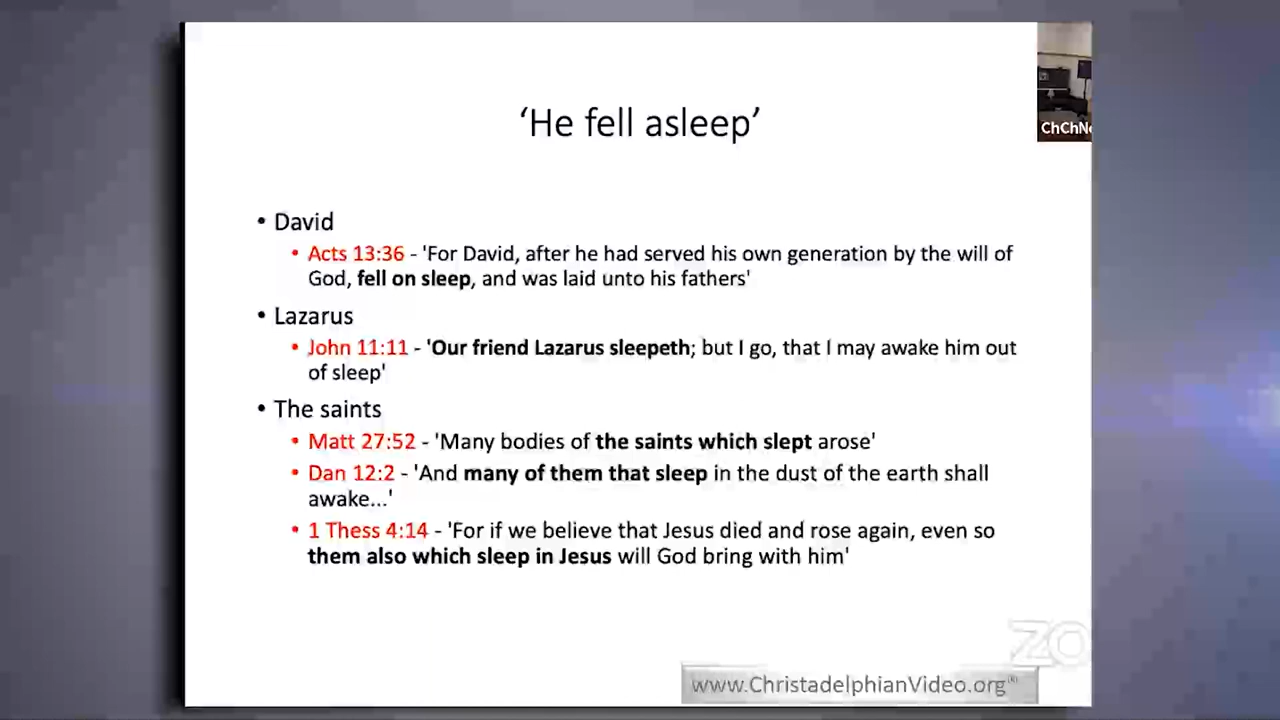 ChChNe
‘He fell asleep’
• David
• Acts 13:36 - 'For David, after he had served his own generation by the will of
God, fell on sleep, and was laid unto his fathers'
• Lazarus
• John 11:11 - 'Our friend Lazarus sleepeth; but I go, that I may awake him out
of sleep'
• The saints
• Matt 27:52 - 'Many bodies of the saints which slept arose'
• Dan 12:2 - 'And many of them that sleep in the dust of the earth shall
awake...'
• 1 Thess 4:14 - 'For if we believe that Jesus died and rose again, even so
them also which sleep in Jesus will God bring with him'
ZO
www.ChristadelphianVideo.org®